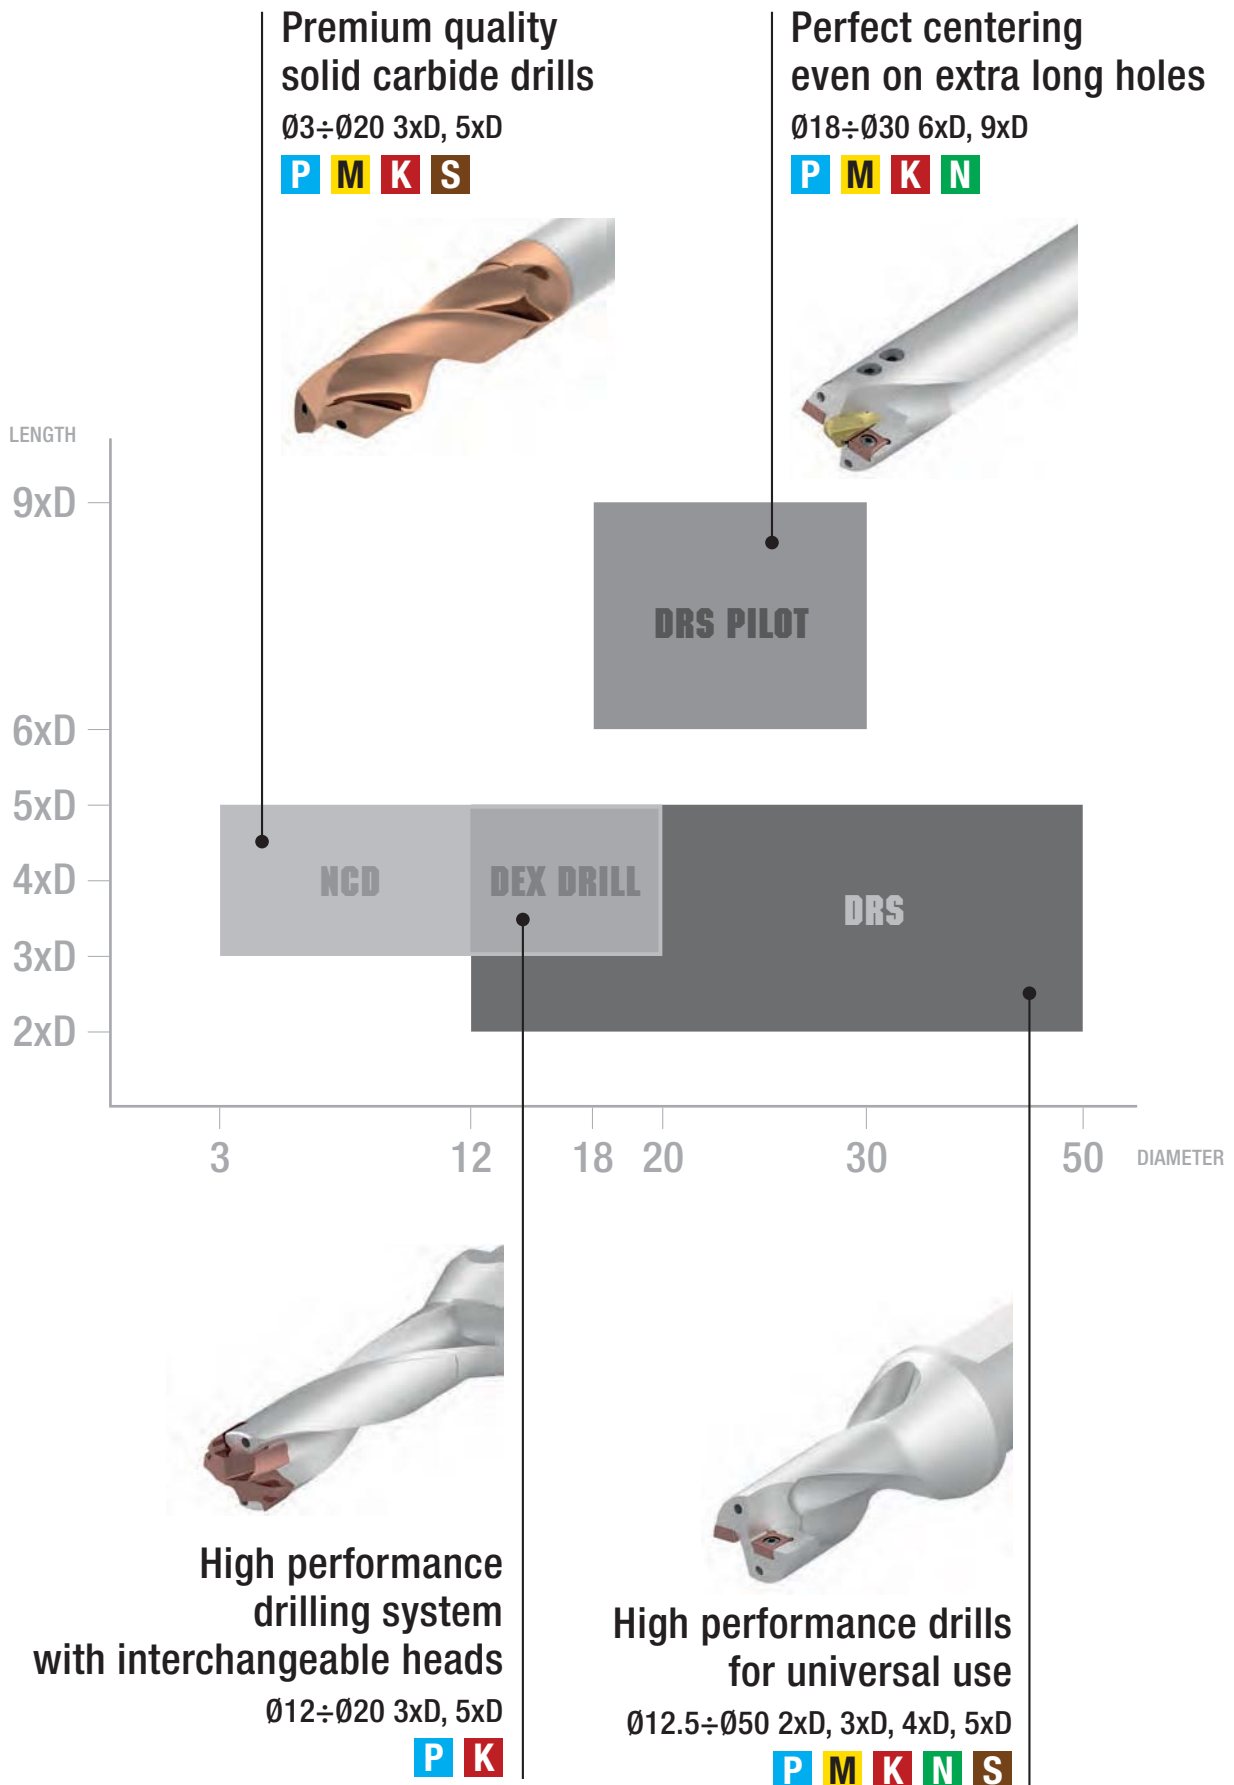 Premium quality
solid carbide drills
Ø3÷Ø20 3xD, 5xD
P M K S
Perfect centering
even on extra long holes
Ø18÷Ø30 6xD, 9xD
P M K N
LENGTH
9xD
DRS PILOT
6xD
5xD
4xD
NCD
DEX DRILL
DRS
3xD
2xD
3 12 18 20 30 50 DIAMETER
High performance
drilling system
with interchangeable heads
Ø12÷Ø20 3xD, 5xD
P K
High performance drills
for universal use
Ø12.5÷Ø50 2xD, 3xD, 4xD, 5xD
P M K N S